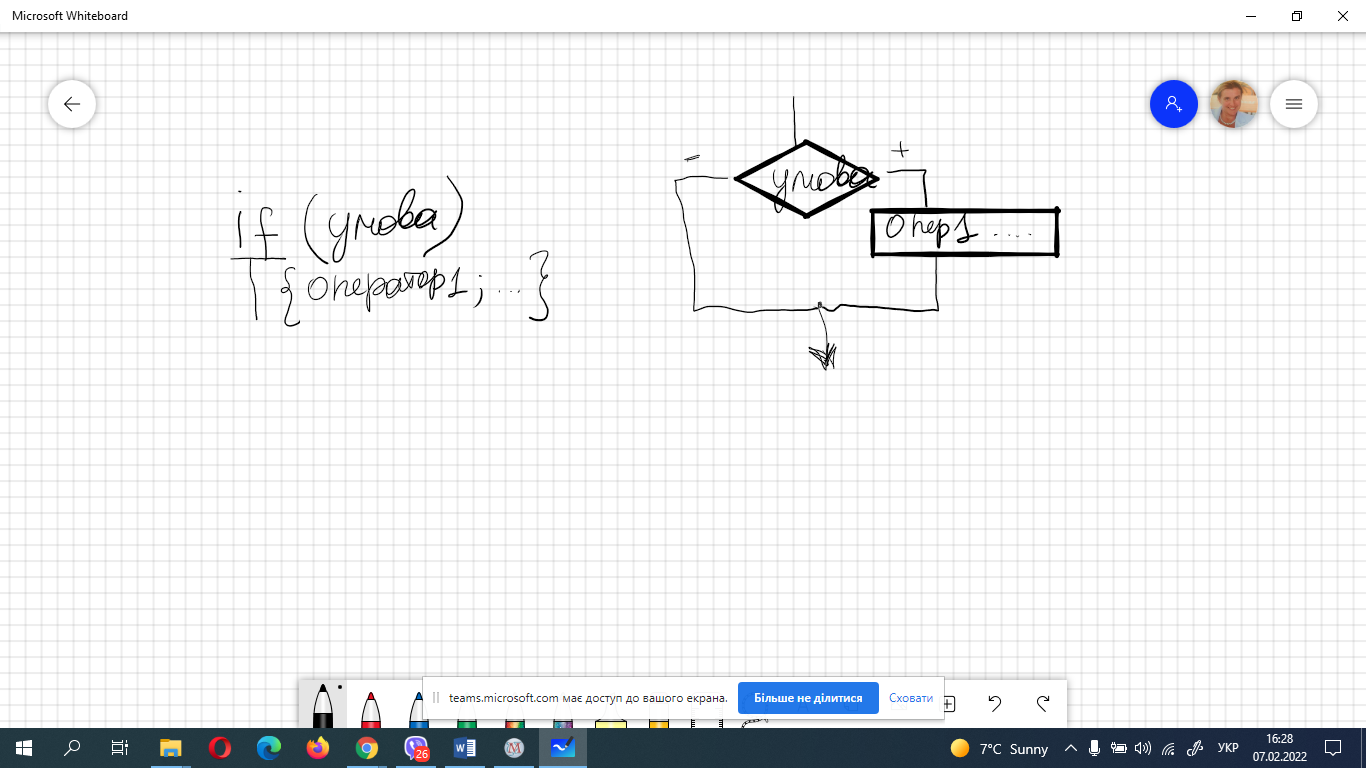 Microsoft Whiteboard
if (умова)
{оператор1; ... }
-
+
умова
Опер1 ....
teams.microsoft.com має доступ до вашого екрана.
Більше не ділитися
Сховати
26
7°C Sunny
УКР
16:28
07.02.2022